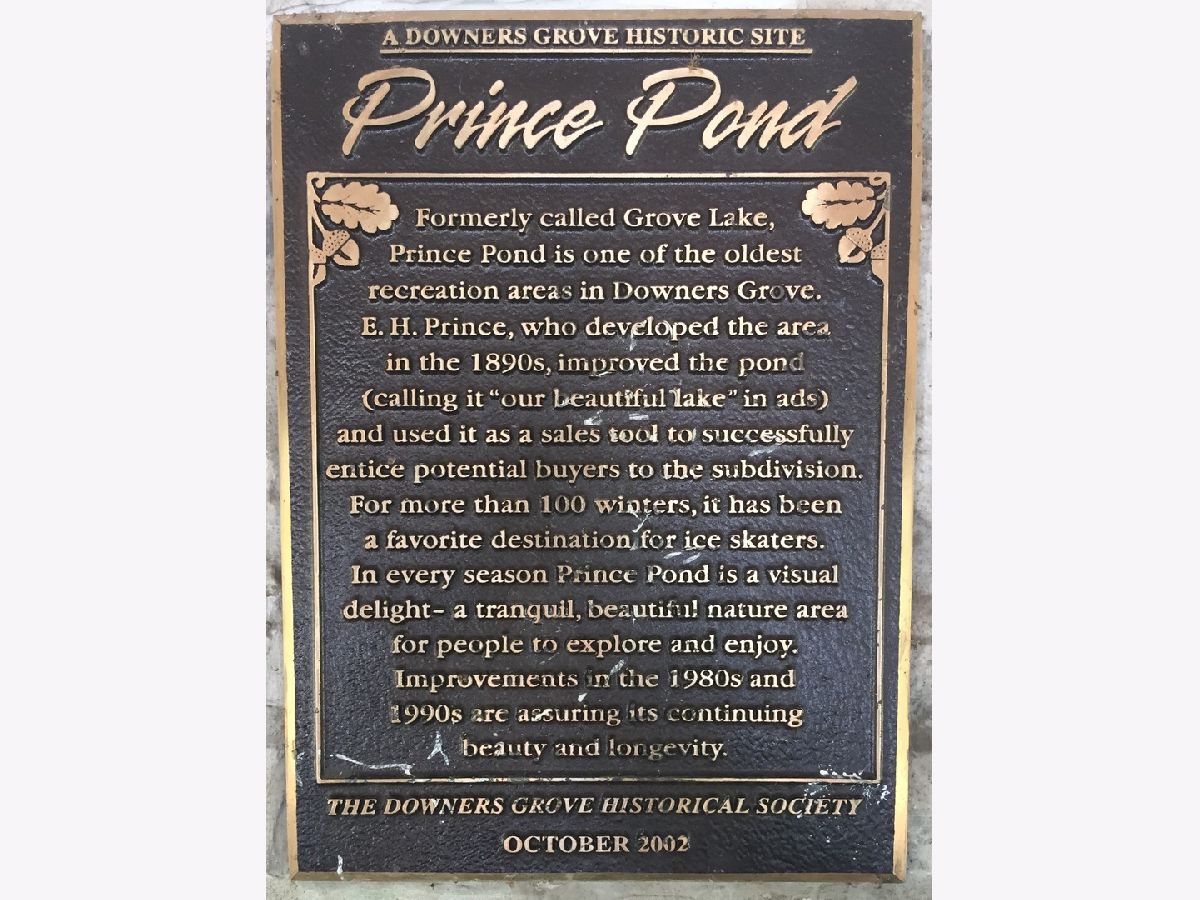 A DOWNERS GROVE HISTORIC SITE
Prince Pond
Formerly called Grove Lake,
Prince Pond is one of the oldest
recreation areas in Downers Grove.
E. H. Prince, who developed the area
in the 1890s, improved the pond
(calling it “our beautiful lake” in ads)
and used it as a sales tool to successfully
entice potential buyers to the subdivision.
For more than 100 winters, it has been
a favorite destination for ice skaters.
In every season Prince Pond is a visual
delight– a tranquil, beautiful nature area
for people to explore and enjoy.
Improvements in the 1980s and
1990s are assuring its continuing
beauty and longevity.
THE DOWNERS GROVE HISTORICAL SOCIETY
OCTOBER 2002